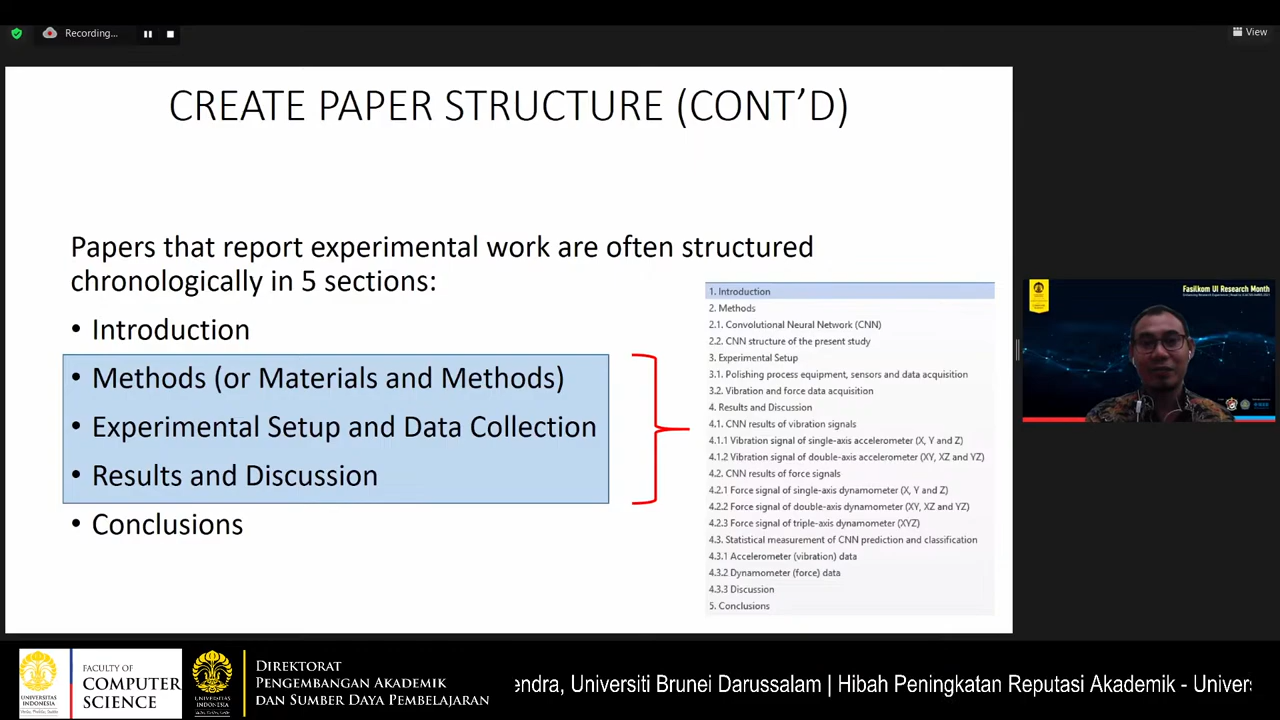 Recording...
View
CREATE PAPER STRUCTURE (CONT'D)
Papers that report experimental work are often structured
chronologically in 5 sections:
• Introduction
• Methods (or Materials and Methods)
• Experimental Setup and Data Collection
• Results and Discussion
• Conclusions
1. Introduction
2. Methods
2.1. Convolutional Neural Network (CNN)
2.2. CNN structure of the present study
3. Experimental Setup
3.1. Polishing process equipment, sensors and data acquisition
3.2. Vibration and force data acquisition
4. Results and Discussion
4.1. CNN results of vibration signals
4.1.1 Vibration signal of single-axis accelerometer (X, Y and Z)
4.1.2 Vibration signal of double-axis accelerometer (XY, XZ and YZ)
4.2. CNN results of force signals
4.2.1 Force signal of single-axis dynamometer (X, Y and Z)
4.2.2 Force signal of double-axis dynamometer (XY, XZ and YZ)
4.2.3 Force signal of triple-axis dynamometer (XYZ)
4.3. Statistical measurement of CNN prediction and classification
4.3.1 Accelerometer (vibration) data
4.3.2 Dynamometer (force) data
4.3.3 Discussion
5. Conclusions
Fasilkom UI Research Month
UNIVERSITAS
INDONESIA
FACULTY OF
COMPUTER
SCIENCE
UNIVERSITAS
INDONESIA
DIREKTORAT
PENGEMBANGAN AKADEMIK
DAN SUMBER DAYA PEMBELAJARAN
endra, Universiti Brunei Darussalam | Hibah Peningkatan Reputasi Akademik - Univers